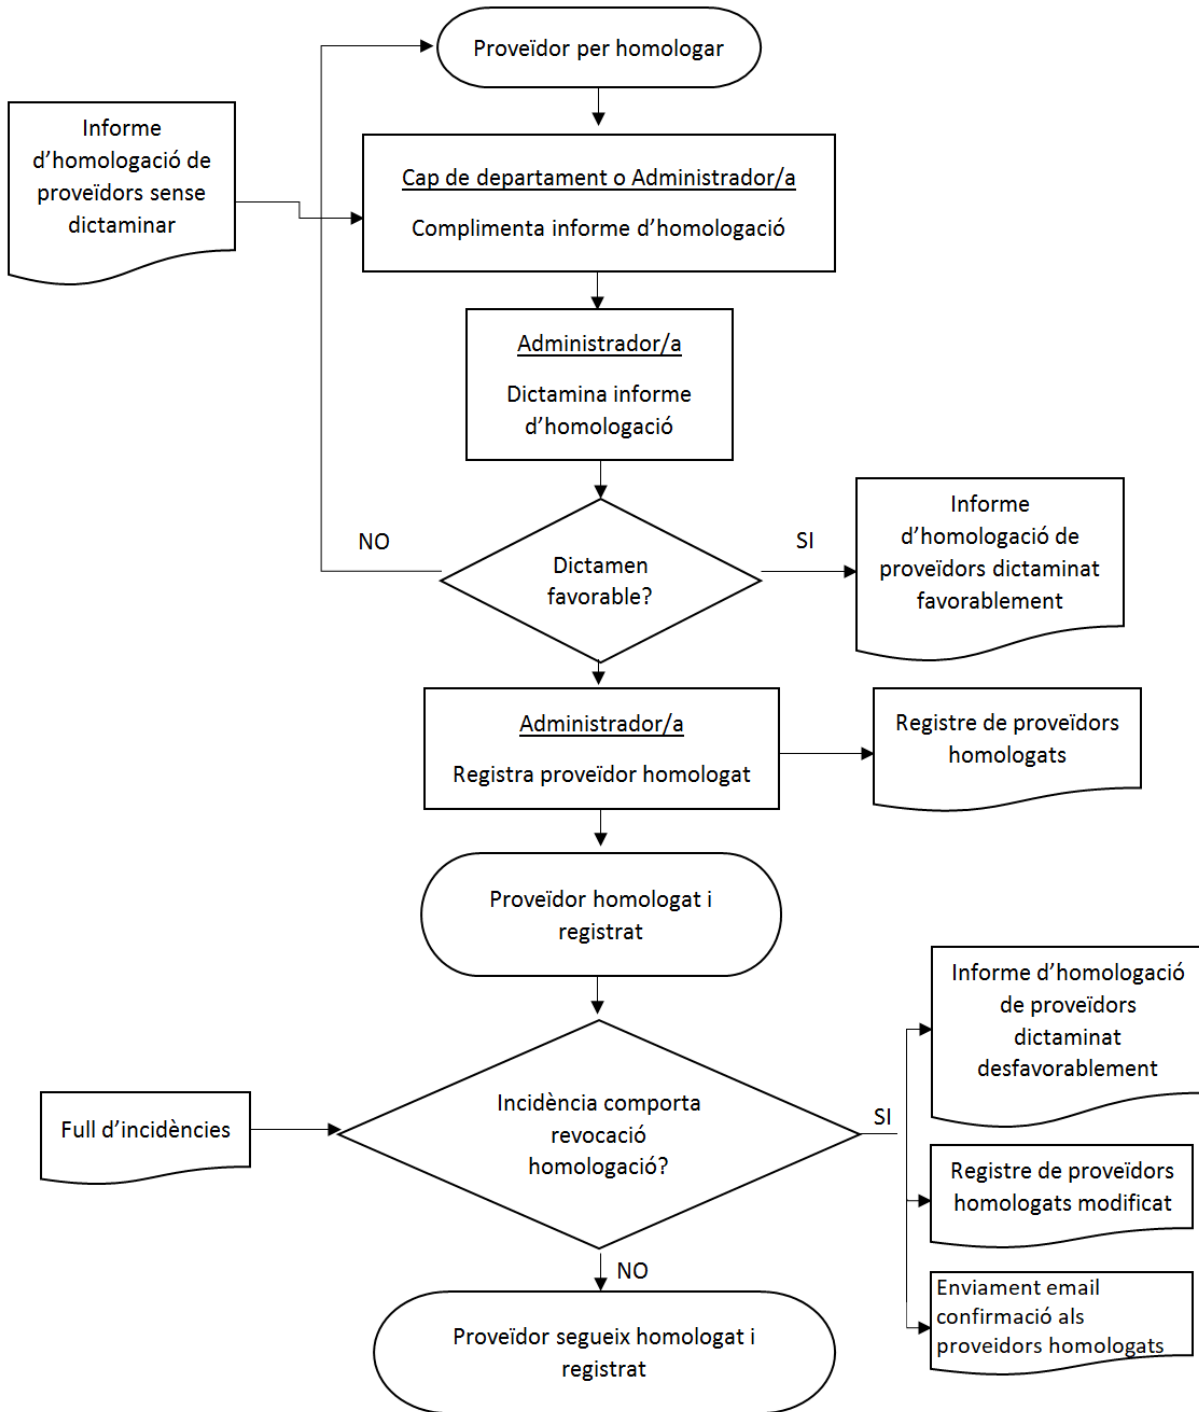 Proveïdor per homologar
Informe
d’homologació de
proveïdors sense
dictaminar
Cap de departament o Administrador/a
Complimenta informe d’homologació
Administrador/a
Dictamina informe
d’homologació
NO
Dictamen
favorable?
SI
Informe
d’homologació de
proveïdors dictaminat
favorablement
Administrador/a
Registra proveïdor homologat
Registre de proveïdors
homologats
Proveïdor homologat i
registrat
Full d’incidències
Incidència comporta
revocació
homologació?
SI
Informe d’homologació
de proveïdors
dictaminat
desfavorablement
Registre de proveïdors
homologats modificat
Enviament email
confirmació als
proveidors homologats
NO
Proveïdor segueix homologat i
registrat